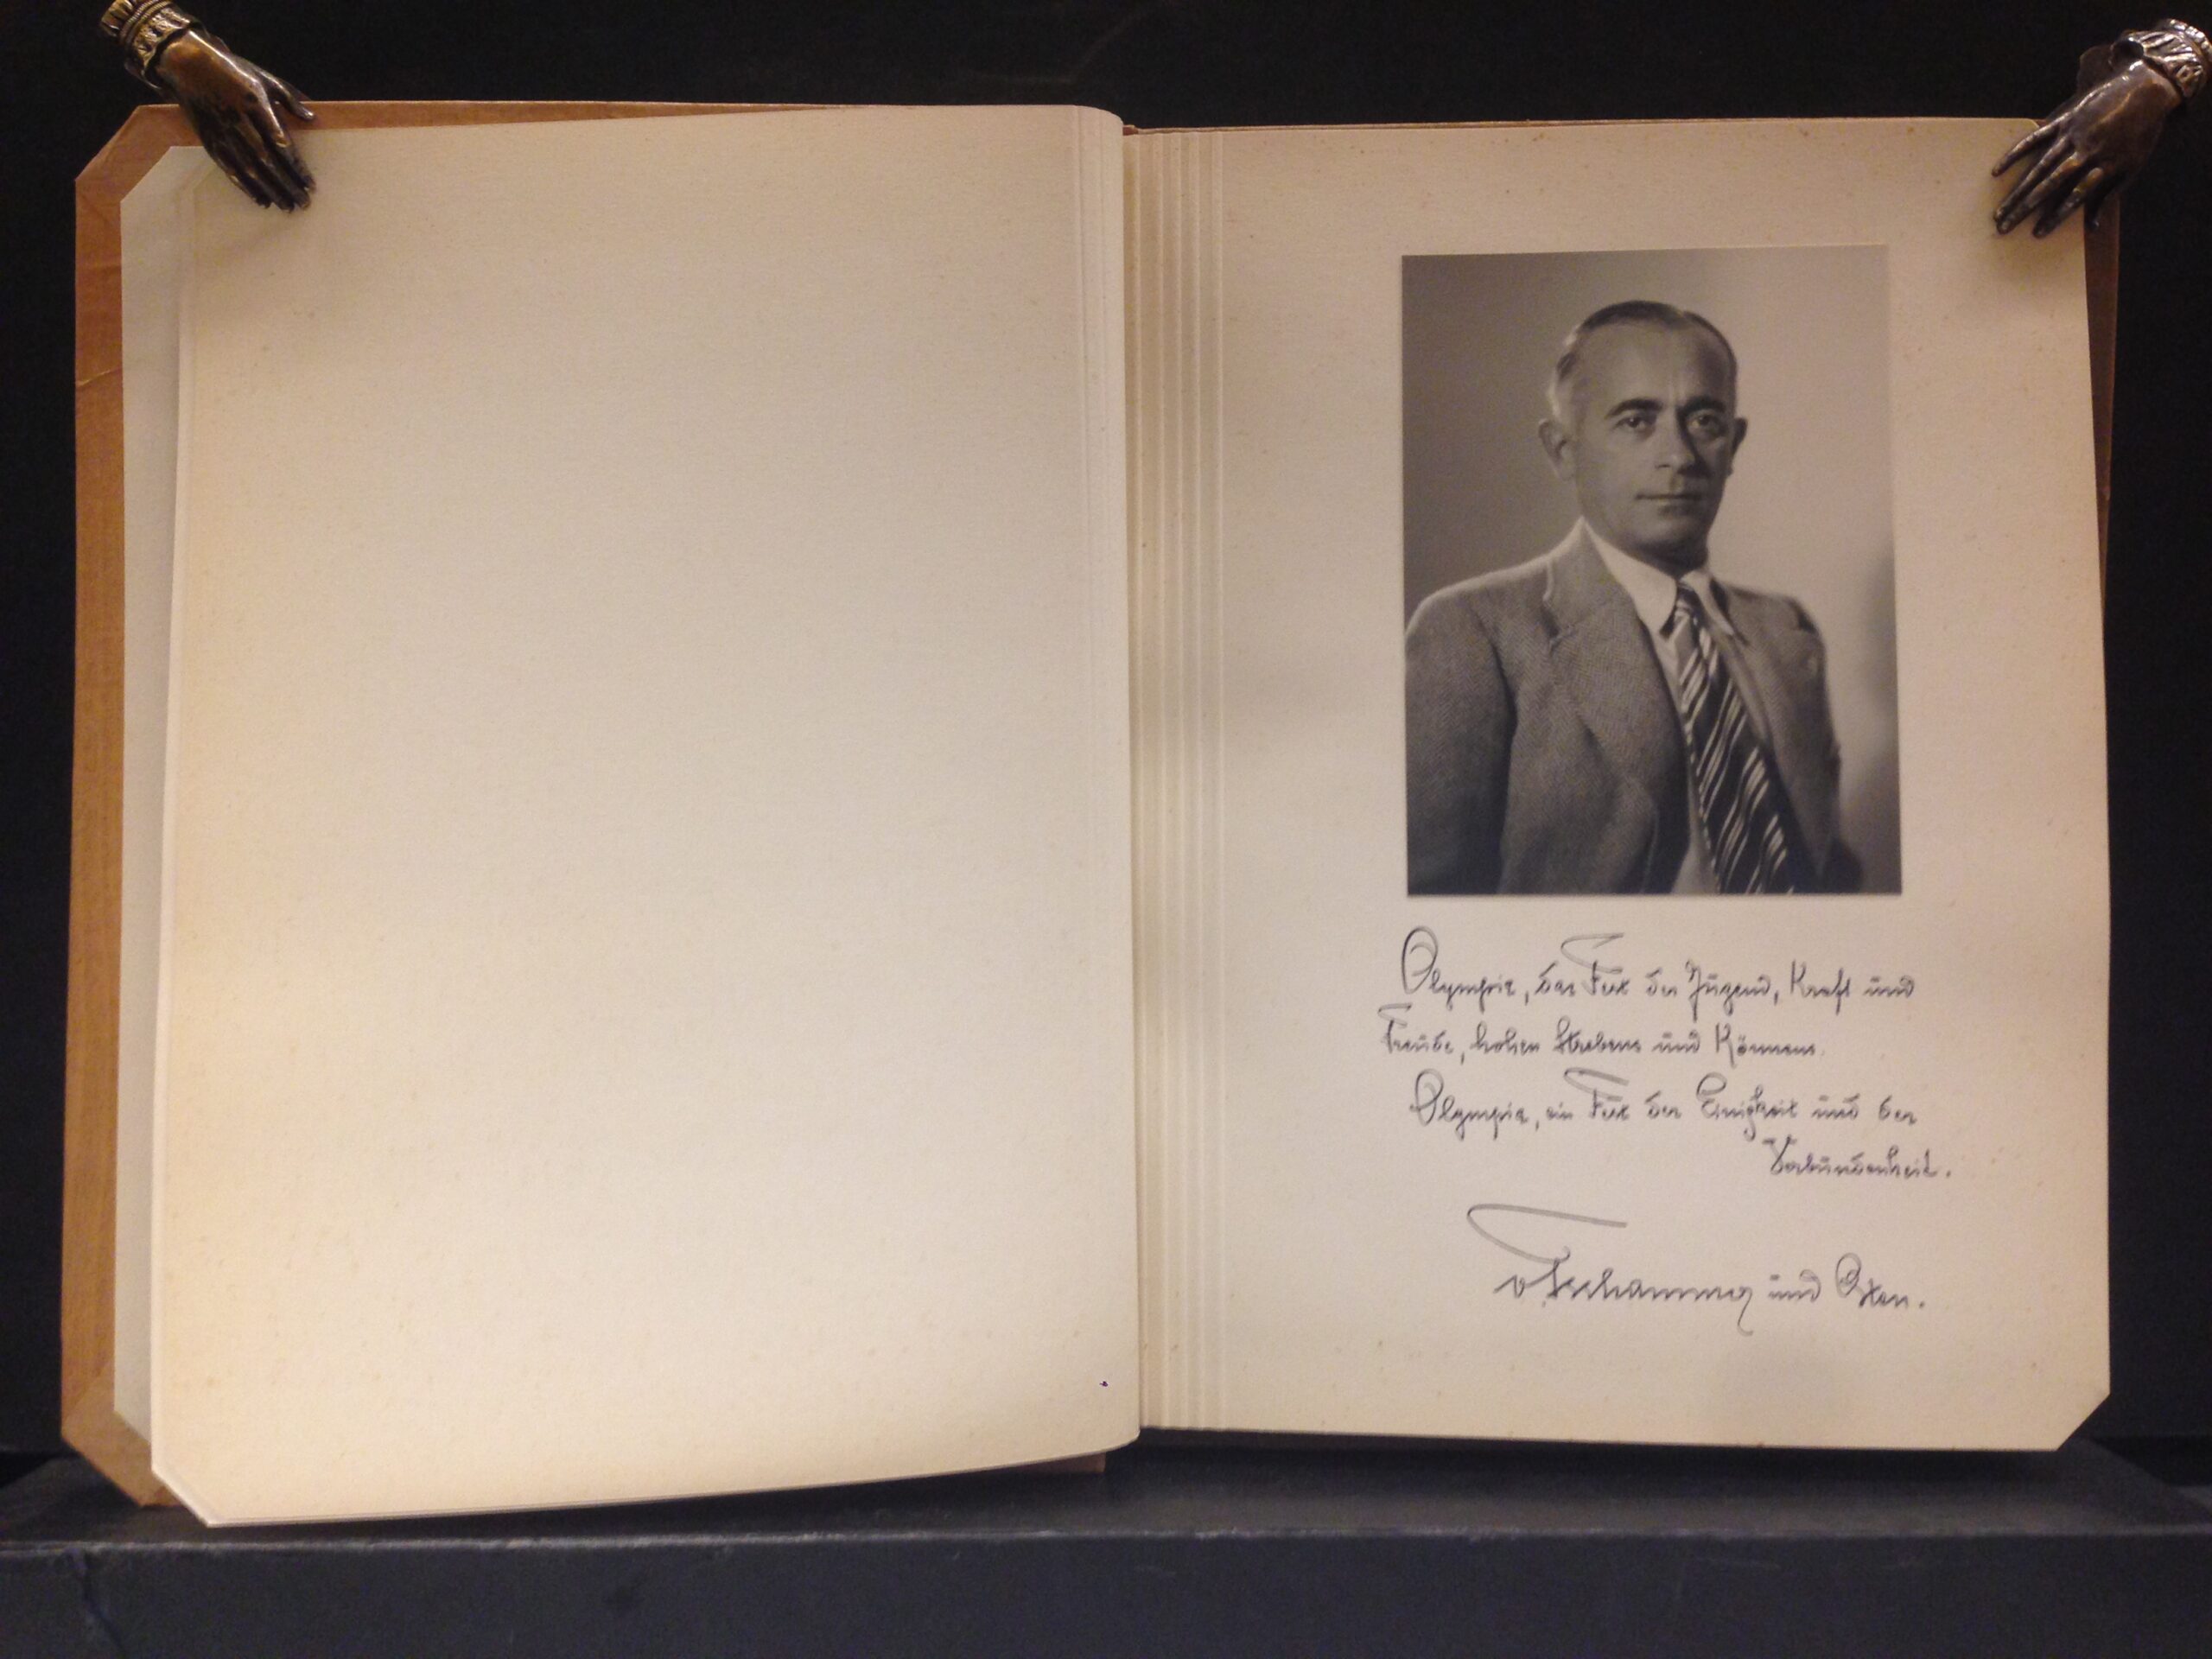 Olympia, das Fest der Jugend, Kraft und
Freude, hohen Strebens und Könnens.
Olympia, ein Fest der Einigkeit und der
Verbundenheit.
v. Tschammer und Osten.